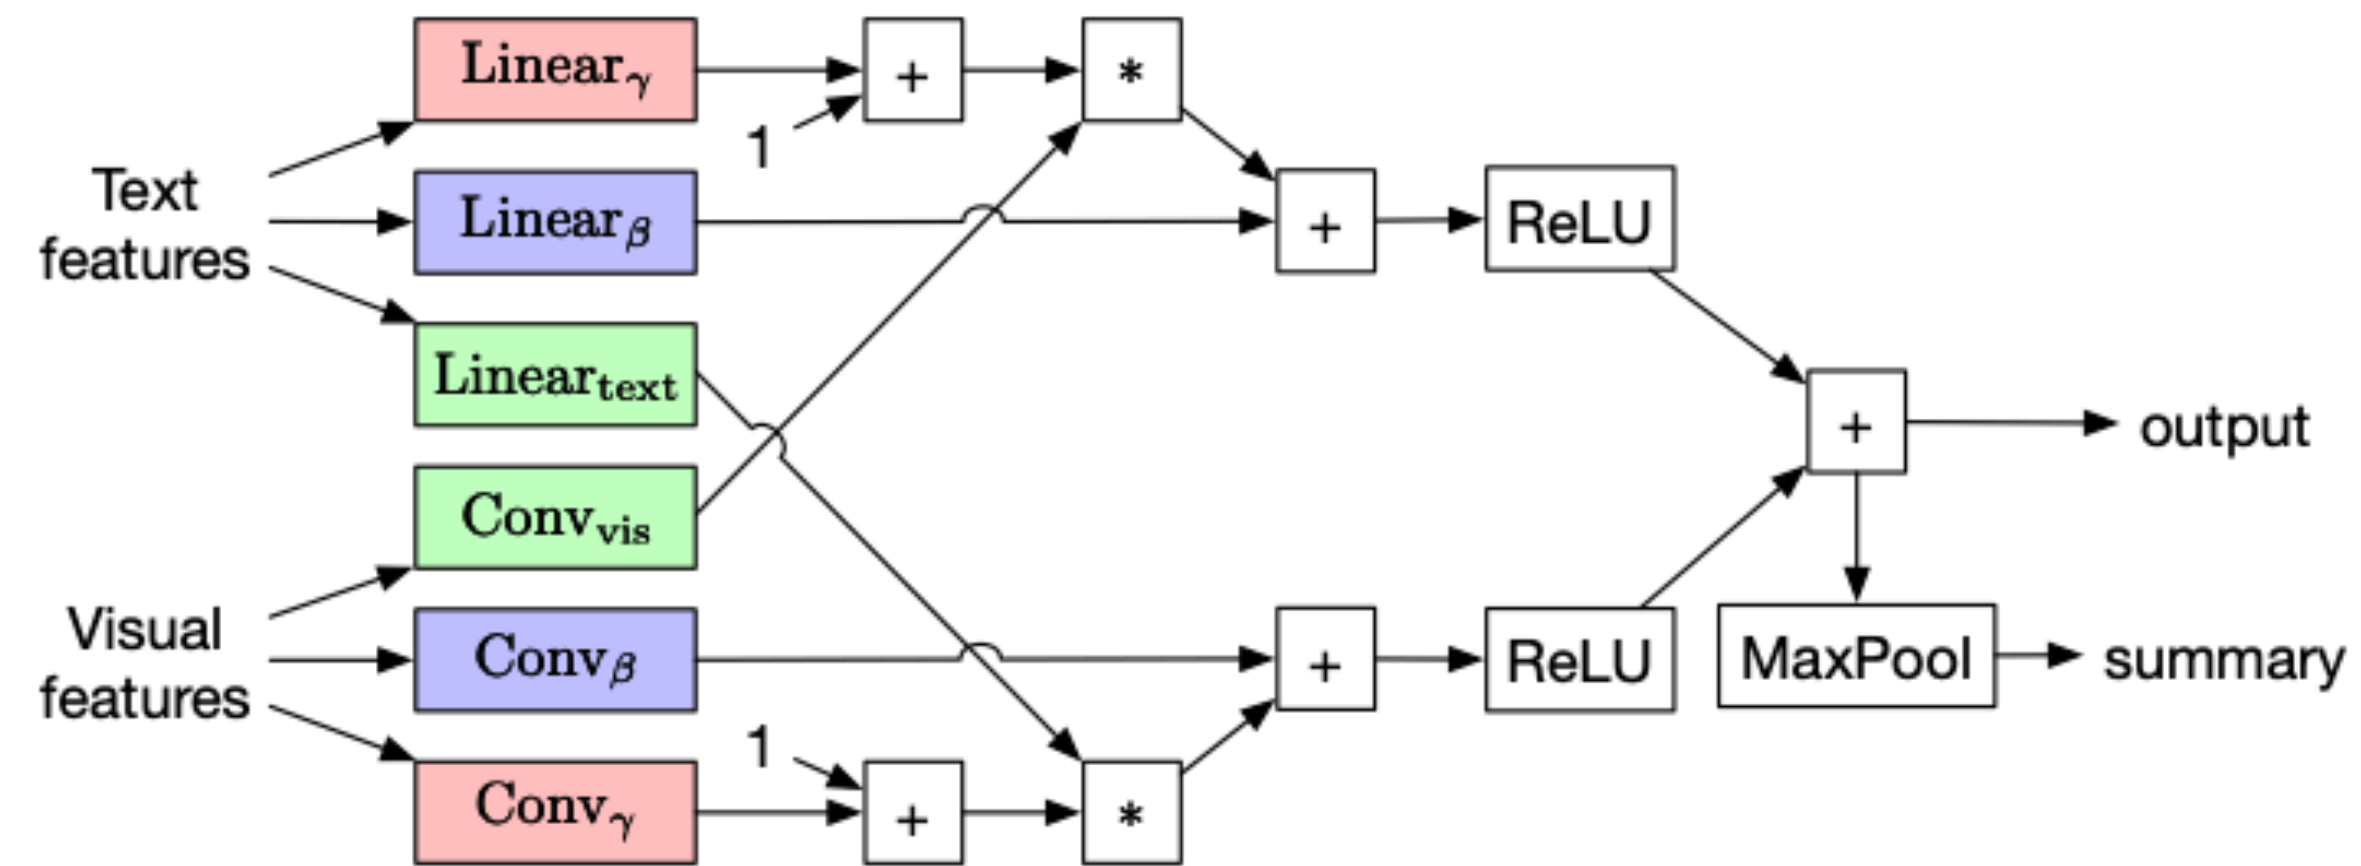 Linearγ
+
*
1
Text
features
Linearβ
+
ReLU
Lineartext
+
output
Convvis
Visual
features
Convβ
+
ReLU
MaxPool
summary
1
Convγ
+
*